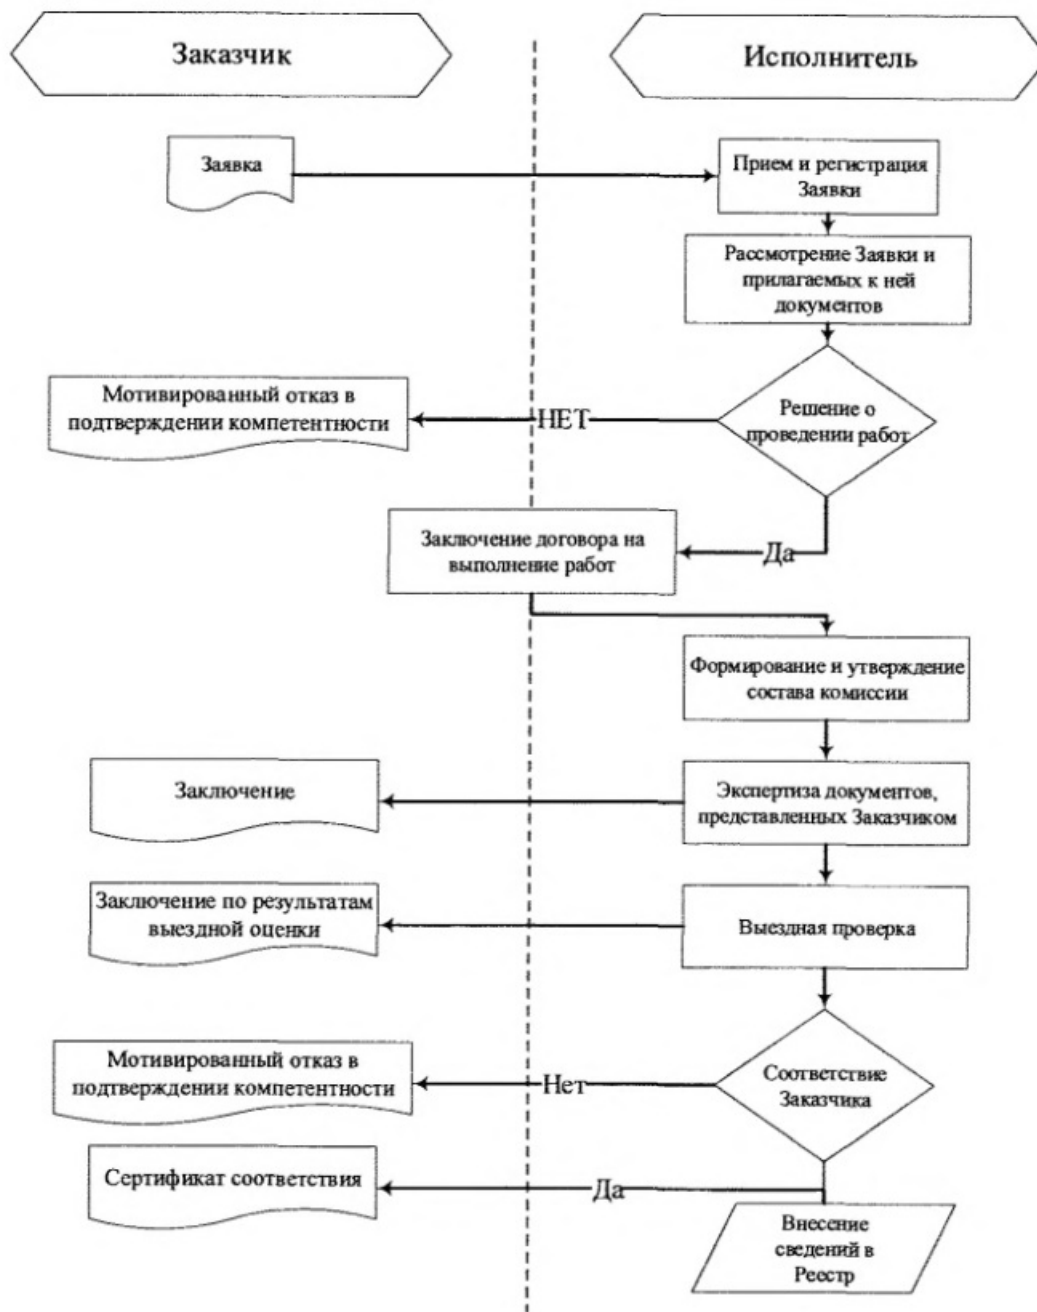 Заказчик
Исполнитель
Заявка
Прием и регистрация
Заявки
Рассмотрение Заявки и
прилагаемых к ней
документов
Мотивированный отказ в
подтверждении компетентности
НЕТ
Решение о
проведении работ
Заключение договора на
выполнение работ
Да
Формирование и утверждение
состава комиссии
Заключение
Экспертиза документов,
представленных Заказчиком
Заключение по результатам
выездной оценки
Выездная проверка
Мотивированный отказ в
подтверждении компетентности
Нет
Соответствие
Заказчика
Сертификат соответствия
Да
Внесение
сведений в
Реестр